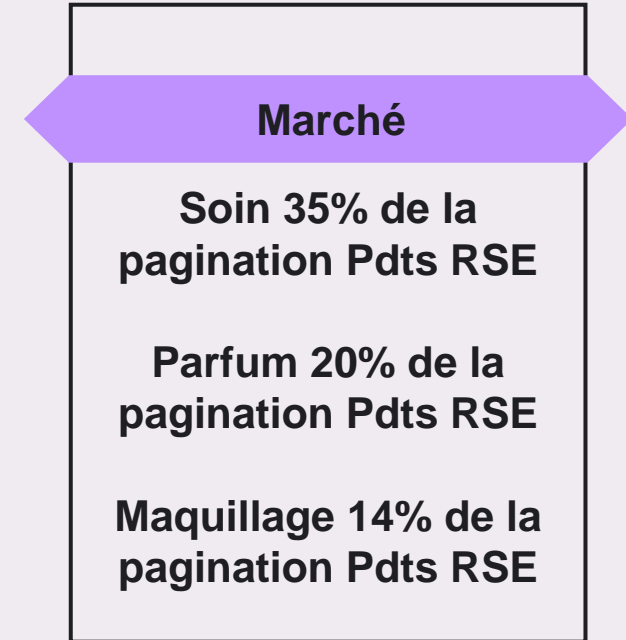 Marché
Soin 35% de la
pagination Pdts RSE
Parfum 20% de la
pagination Pdts RSE
Maquillage 14% de la
pagination Pdts RSE